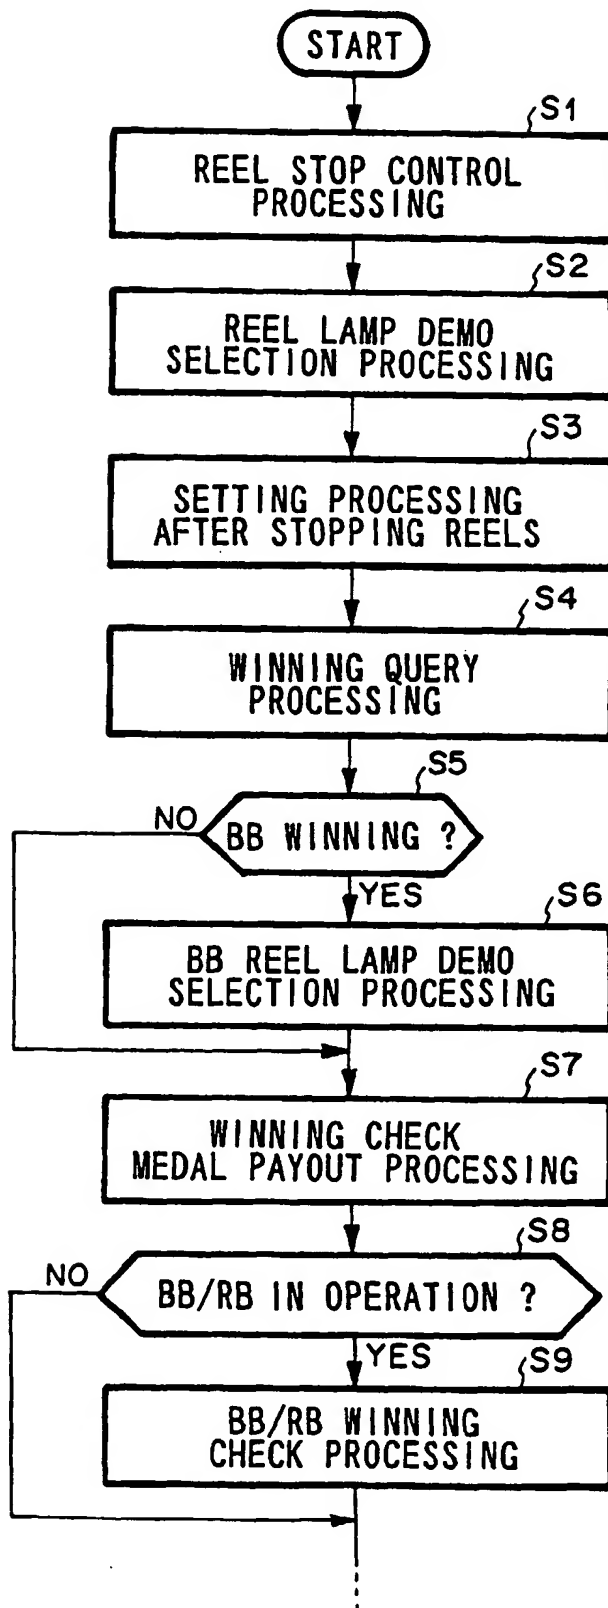 START
S1
REEL STOP CONTROL
PROCESSING
S2
REEL LAMP DEMO
SELECTION PROCESSING
S3
SETTING PROCESSING
AFTER STOPPING REELS
S4
WINNING QUERY
PROCESSING
S5
NO
BB WINNING ?
YES
S6
BB REEL LAMP DEMO
SELECTION PROCESSING
S7
WINNING CHECK
MEDAL PAYOUT PROCESSING
S8
NO
BB/RB IN OPERATION ?
YES
S9
BB/RB WINNING
CHECK PROCESSING